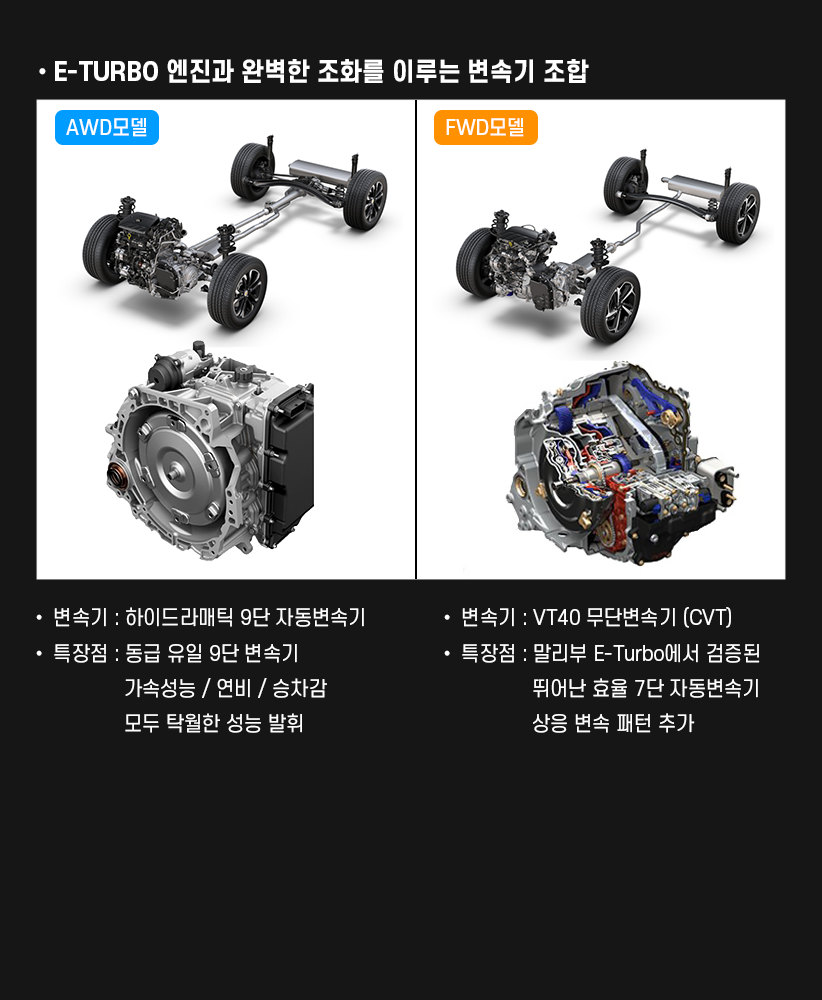 • E-TURBO 엔진과 완벽한 조화를 이루는 변속기 조합
AWD모델
FWD모델
• 변속기 : 하이드라매틱 9단 자동변속기
• 특장점 : 동급 유일 9단 변속기
가속성능 / 연비 / 승차감
모두 탁월한 성능 발휘
• 변속기 : VT40 무단변속기 (CVT)
• 특장점 : 말리부 E-Turbo에서 검증된
뛰어난 효율 7단 자동변속기
상응 변속 패턴 추가